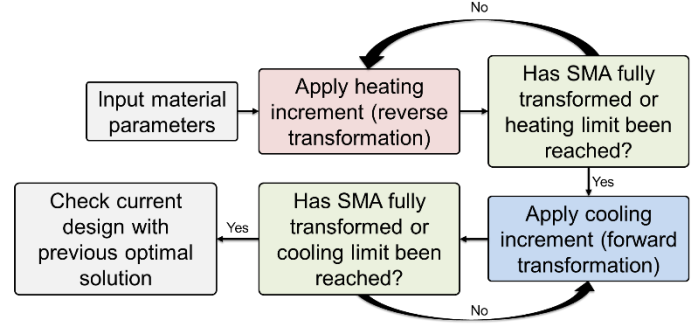 No
Input material
parameters
Apply heating
increment (reverse
transformation)
Has SMA fully
transformed or
heating limit been
reached?
Yes
Apply cooling
increment (forward
transformation)
Has SMA fully
transformed or
cooling limit been
reached?
No
Yes
Check current
design with
previous optimal
solution